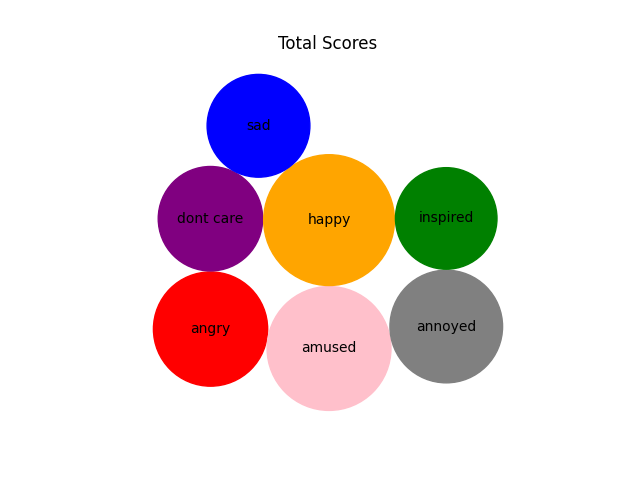 Total Scores
sad
dont care
happy
inspired
angry
amused
annoyed